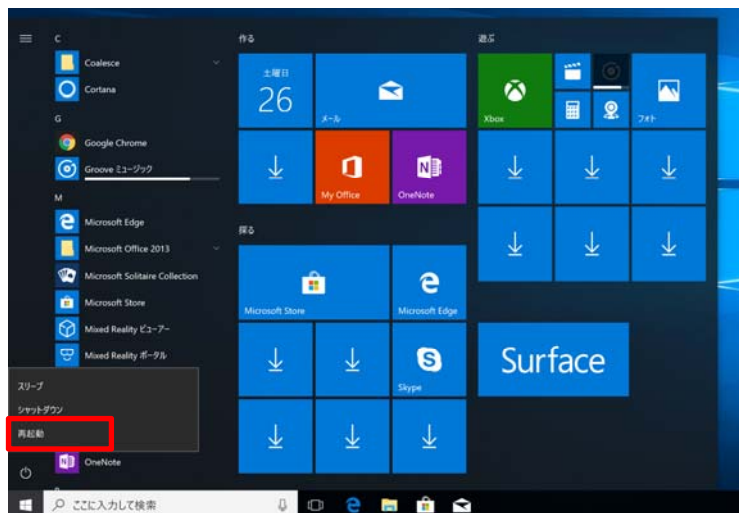 C
Coalesce
Cortana
G
Google Chrome
Groove ミュージック
M
Microsoft Edge
Microsoft Office 2013
Microsoft Solitaire Collection
Microsoft Store
Mixed Reality ビューアー
Mixed Reality ポータル
スリープ
シャットダウン
再起動
OneNote
ここに入力して検索
作る
土曜日
26
メール
My Office
OneNote
探る
Microsoft Store
Microsoft Edge
Skype
遊ぶ
Xbox
フォト
Surface